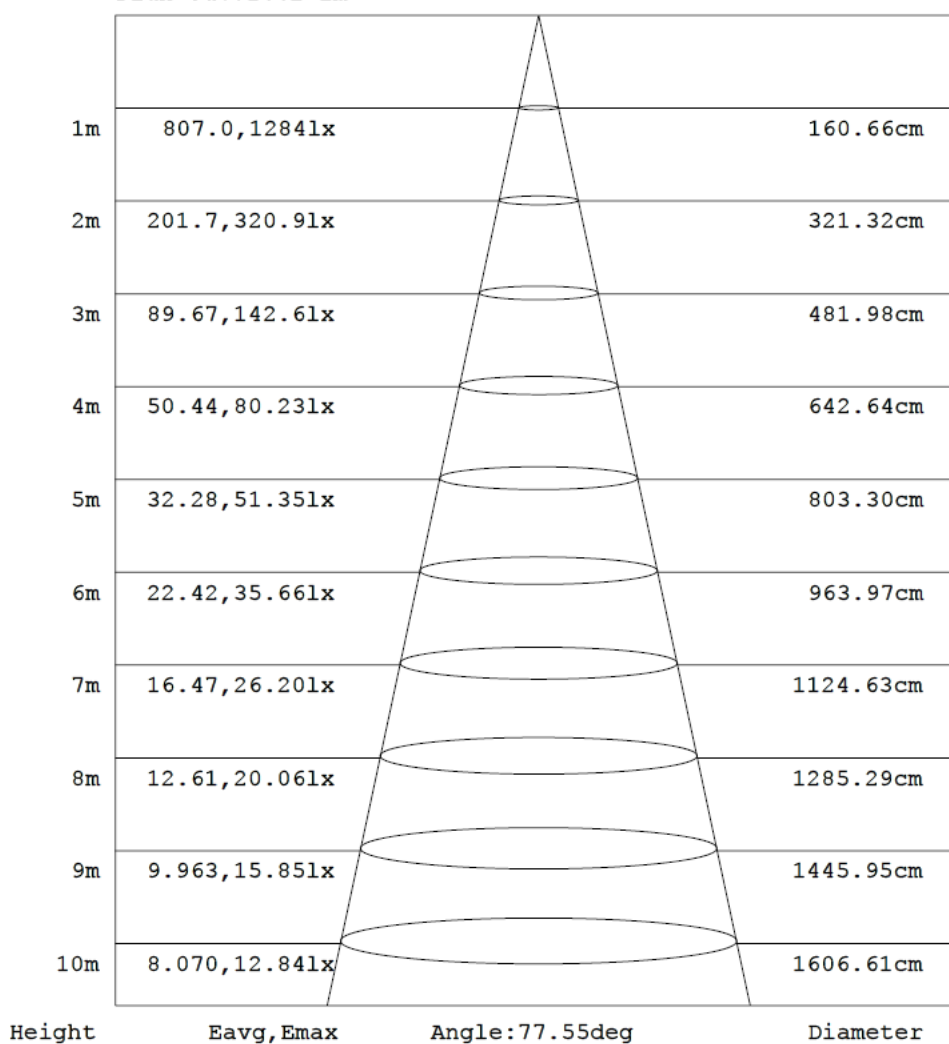 1m 807.0,1284lx 160.66cm
2m 201.7,320.9lx 321.32cm
3m 89.67,142.6lx 481.98cm
4m 50.44,80.23lx 642.64cm
5m 32.28,51.35lx 803.30cm
6m 22.42,35.66lx 963.97cm
7m 16.47,26.20lx 1124.63cm
8m 12.61,20.06lx 1285.29cm
9m 9.963,15.85lx 1445.95cm
10m 8.070,12.84lx 1606.61cm
Height Eavg,Emax Angle:77.55deg Diameter